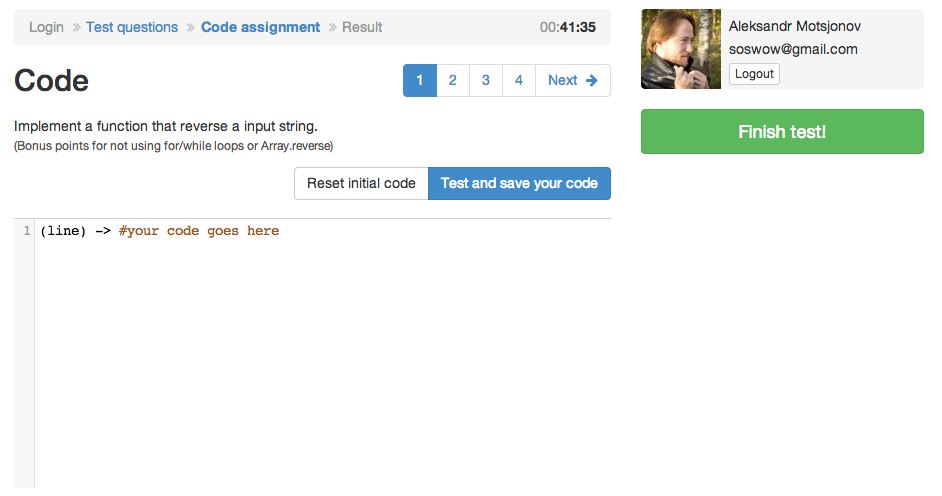 Login » Test questions » Code assignment » Result 00:41:35
Aleksandr Motsjonov
soswow@gmail.com
Logout
Code
1 2 3 4 Next →
Finish test!
Implement a function that reverse a input string.
(Bonus points for not using for/while loops or Array.reverse)
Reset initial code Test and save your code
1 (line) -> #your code goes here